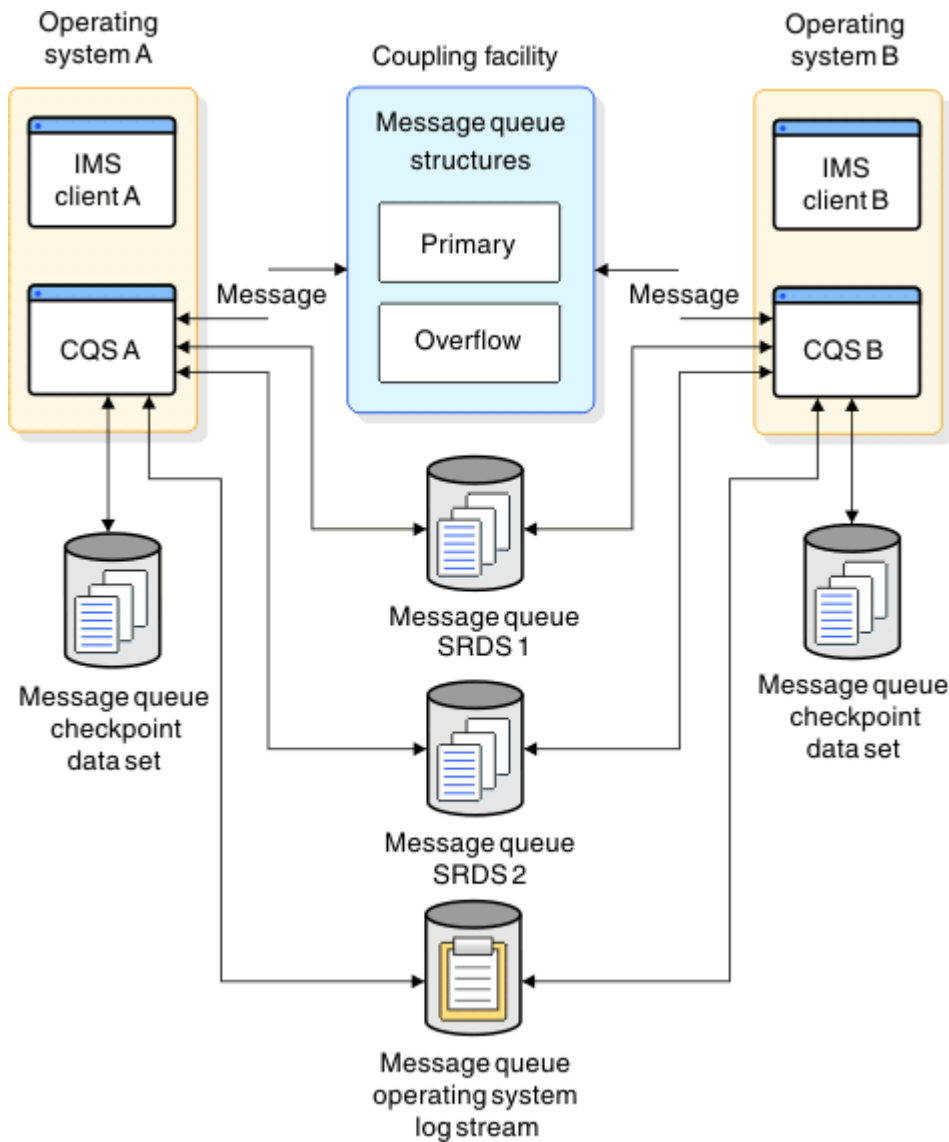 Operating
system A
Coupling facility
Operating
system B
IMS
client A
Message queue
structures
IMS
client B
Primary
Message
Message
CQS A
Overflow
CQS B
Message queue
SRDS 1
Message queue
checkpoint
data set
Message queue
checkpoint
data set
Message queue
SRDS 2
Message queue
operating system
log stream